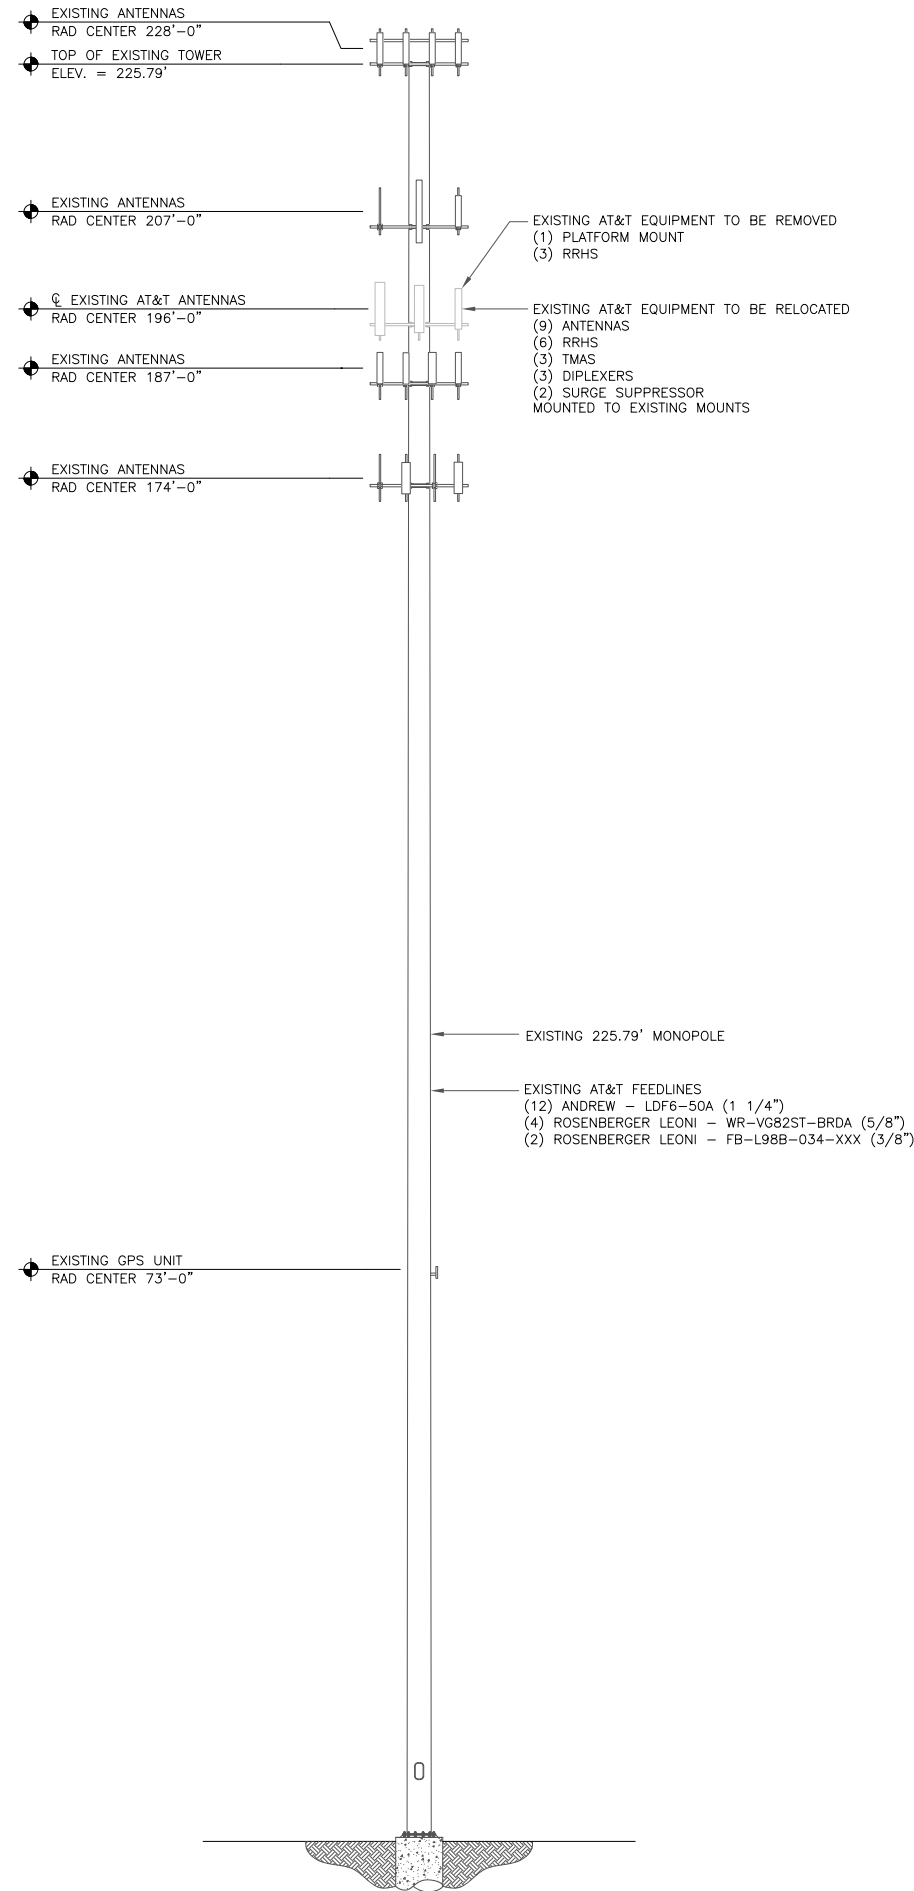 EXISTING ANTENNAS
RAD CENTER 228'-0"
TOP OF EXISTING TOWER
ELEV. = 225.79'
EXISTING ANTENNAS
RAD CENTER 207'-0"
EXISTING AT&T EQUIPMENT TO BE REMOVED
(1) PLATFORM MOUNT
(3) RRHS
℄ EXISTING AT&T ANTENNAS
RAD CENTER 196'-0"
EXISTING AT&T EQUIPMENT TO BE RELOCATED
(9) ANTENNAS
(6) RRHS
(3) TMAS
(3) DIPLEXERS
(2) SURGE SUPPRESSOR
MOUNTED TO EXISTING MOUNTS
EXISTING ANTENNAS
RAD CENTER 187'-0"
EXISTING ANTENNAS
RAD CENTER 174'-0"
EXISTING 225.79' MONOPOLE
EXISTING AT&T FEEDLINES
(12) ANDREW - LDF6-50A (1 1/4")
(4) ROSENBERGER LEONI - WR-VG82ST-BRDA (5/8")
(2) ROSENBERGER LEONI - FB-L98B-034-XXX (3/8")
EXISTING GPS UNIT
RAD CENTER 73'-0"